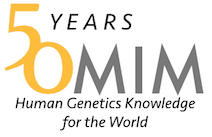 50 YEARS
OMIM
Human Genetics Knowledge
for the World